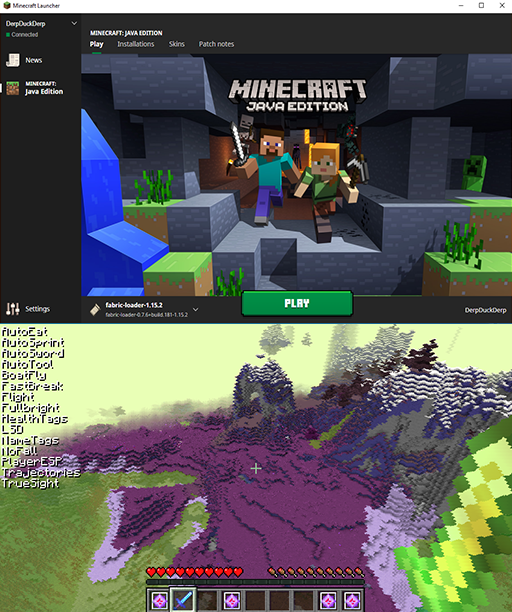 Minecraft Launcher
DerpDuckDerp
Connected
News
MINECRAFT:
Java Edition
Settings
MINECRAFT: JAVA EDITION
Play Installations Skins Patch notes
MINECRAFT
JAVA EDITION
fabric-loader-1.15.2
fabric-loader-0.7.6+build.181-1.15.2
PLAY
DerpDuckDerp
AutoEat
AutoSprint
AutoSword
AutoTool
BoatFly
FastBreak
Flight
Fullbright
HealthTags
LSD
NameTags
NoFall
PlayerESP
Trajectories
TrueSight